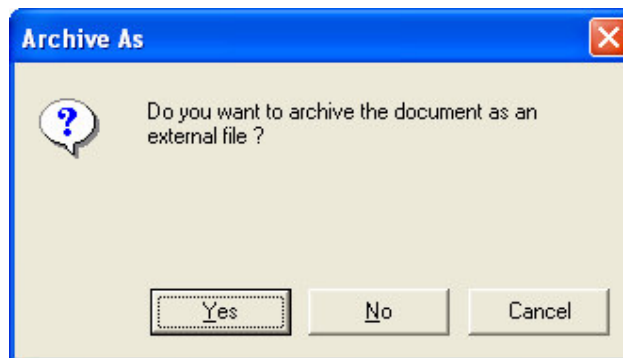 Archive As
Do you want to archive the document as an
external file ?
Yes
No
Cancel